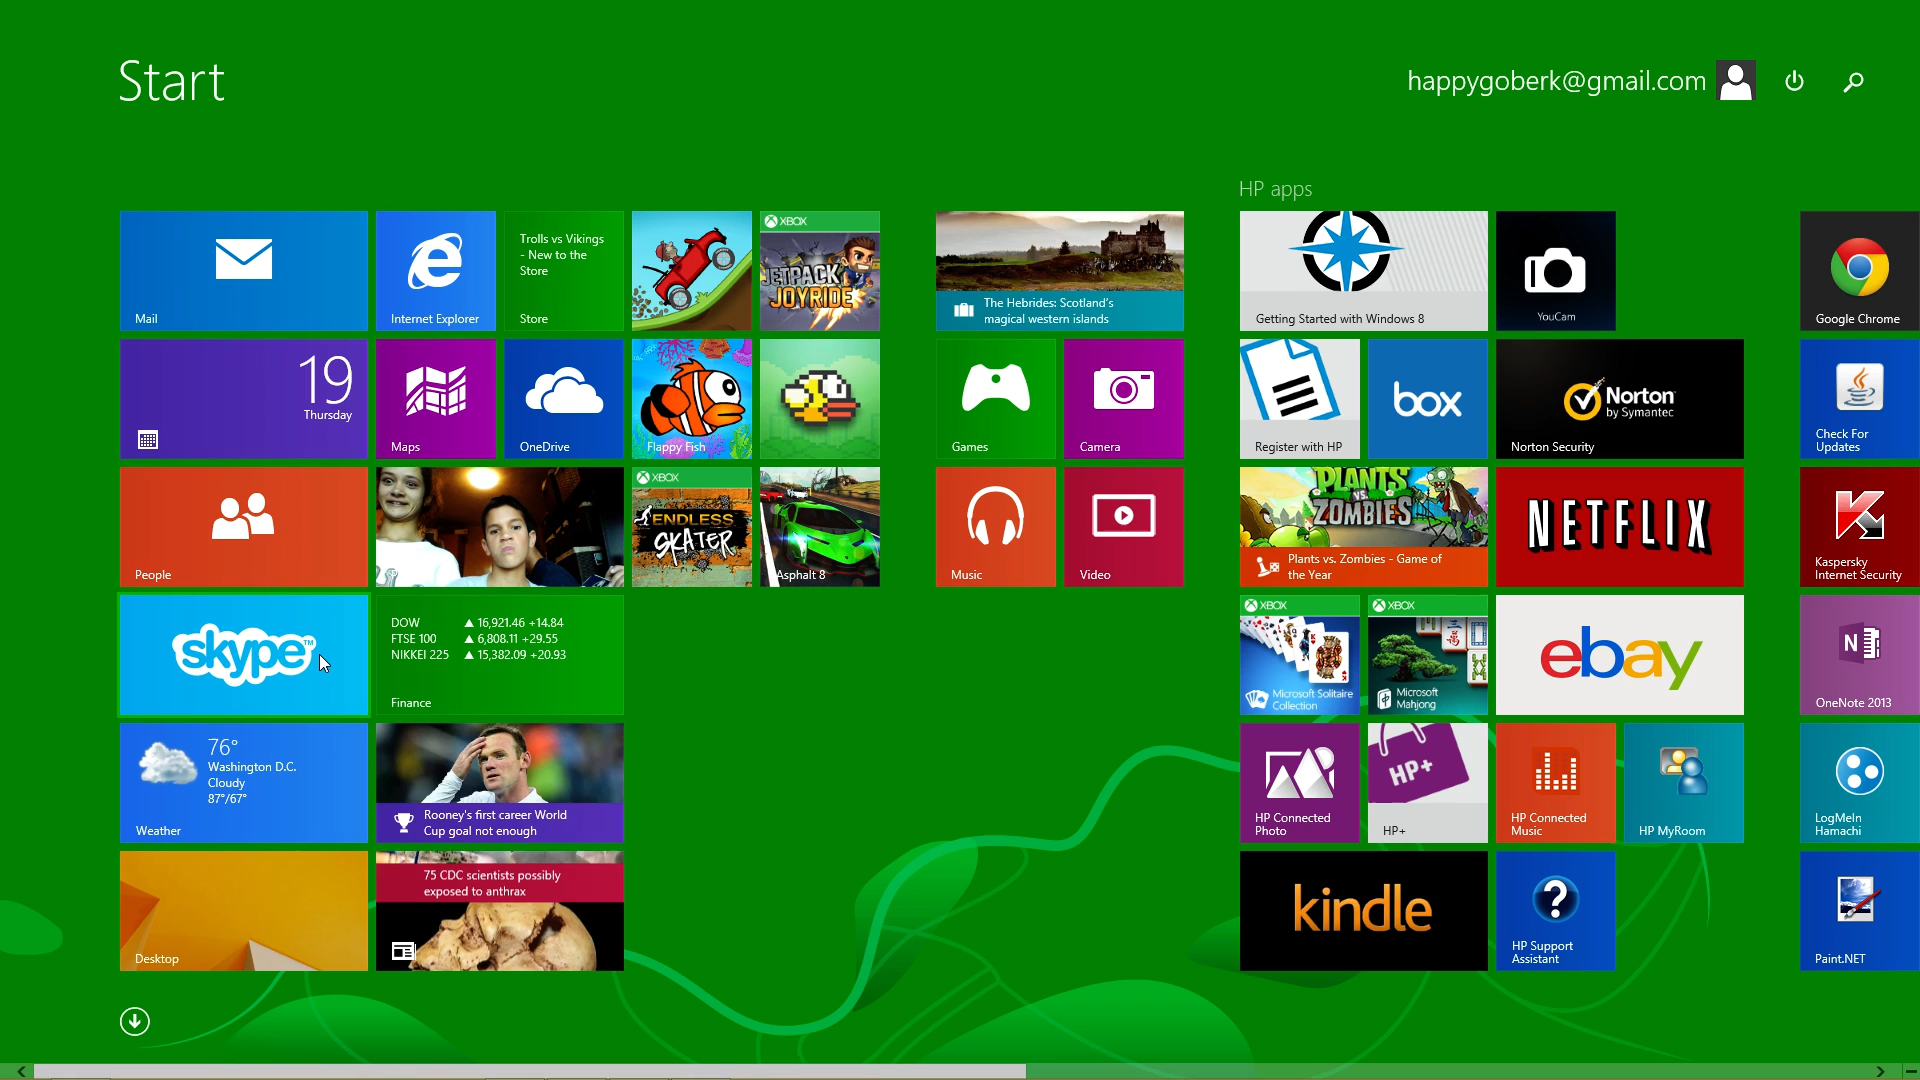 Start
happygoberk@gmail.com
HP apps
Mail
Internet Explorer
Trolls vs Vikings
- New to the
Store
Store
XBOX
JETPACK
JOYRIDE
The Hebrides: Scotland's
magical western islands
Getting Started with Windows 8
YouCam
Google Chrome
19
Thursday
Maps
OneDrive
Flappy Fish
Games
Camera
Register with HP
box
Norton
by Symantec
Norton Security
Check For
Updates
People
XBOX
ENDLESS
SKATER
Asphalt 8
Music
Video
PLANTS
VS.
ZOMBIES
Plants vs. Zombies - Game of
the Year
NETFLIX
Kaspersky
Internet Security
skype™
DOW ▲ 16,921.46 +14.84
FTSE 100 ▲ 6,808.11 +29.55
NIKKEI 225 ▲ 15,382.09 +20.93
Finance
XBOX
Microsoft Solitaire
Collection
XBOX
Microsoft
Mahjong
ebay
N
OneNote 2013
76°
Washington D.C.
Cloudy
87°/67°
Weather
Rooney's first career World
Cup goal not enough
HP Connected
Photo
HP+
HP+
HP Connected
Music
HP MyRoom
LogMeIn
Hamachi
Desktop
75 CDC scientists possibly
exposed to anthrax
kindle
HP Support
Assistant
Paint.NET